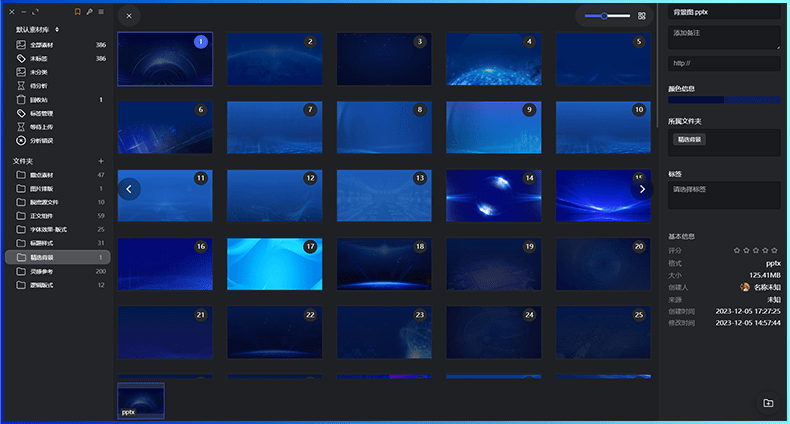 默认素材库
全部素材 386
未标签 386
未分类
待分析
回收站 1
标签管理
等待上传
分析错误
文件夹
图片排版 1
脱密源文件 10
正文组件 59
字体效果-版式 25
标题样式 31
精选背景 1
灵感参考 200
逻辑版式 12
1 2 3 4 5
6 7 8 9 10
11 12 13 14 15
16 17 18 19 20
21 22 23 24 25
pptx
背景图.pptx
添加备注
http://
颜色信息
所属文件夹
精选背景
标签
请选择标签
基本信息
评分
格式 pptx
大小 125.41MB
创建人 名称未知
来源 未知
创建时间 2023-12-05 17:27:25
修改时间 2023-12-05 14:57:44